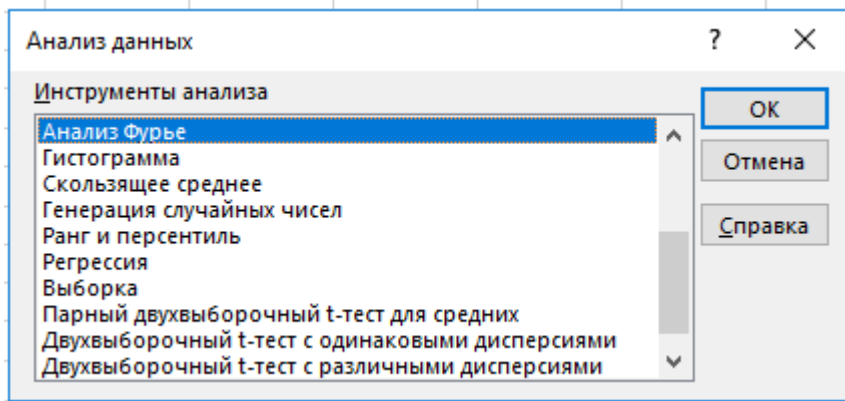 Анализ данных
?
Инструменты анализа
Анализ Фурье
Гистограмма
Скользящее среднее
Генерация случайных чисел
Ранг и персентиль
Регрессия
Выборка
Парный двухвыборочный t-тест для средних
Двухвыборочный t-тест с одинаковыми дисперсиями
Двухвыборочный t-тест с различными дисперсиями
ОК
Отмена
Справка